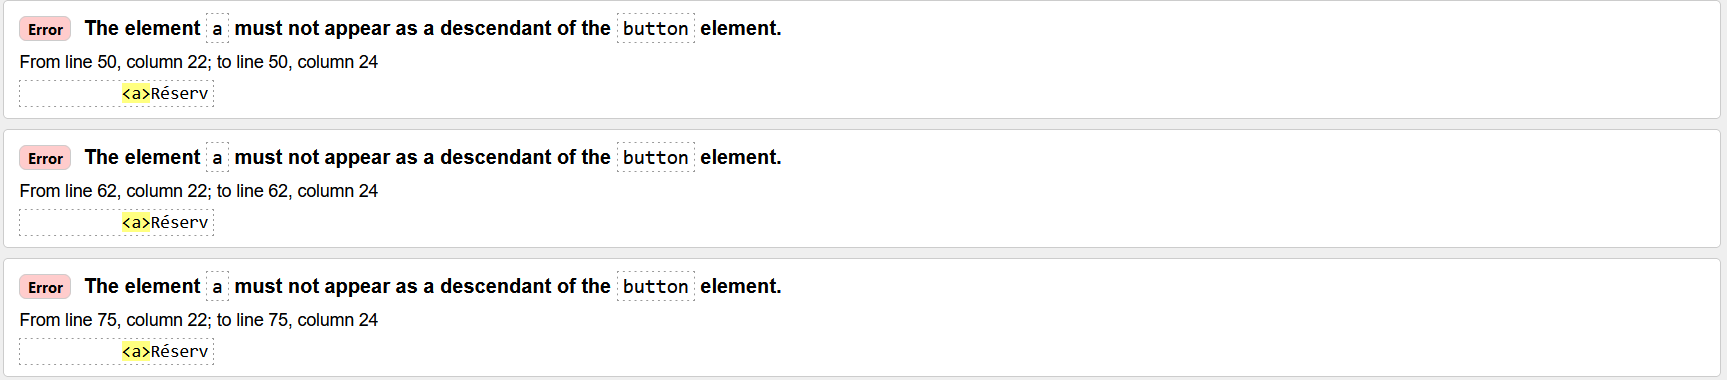 Error The element a must not appear as a descendant of the button element.
From line 50, column 22; to line 50, column 24
<a>Réserv
Error The element a must not appear as a descendant of the button element.
From line 62, column 22; to line 62, column 24
<a>Réserv
Error The element a must not appear as a descendant of the button element.
From line 75, column 22; to line 75, column 24
<a>Réserv